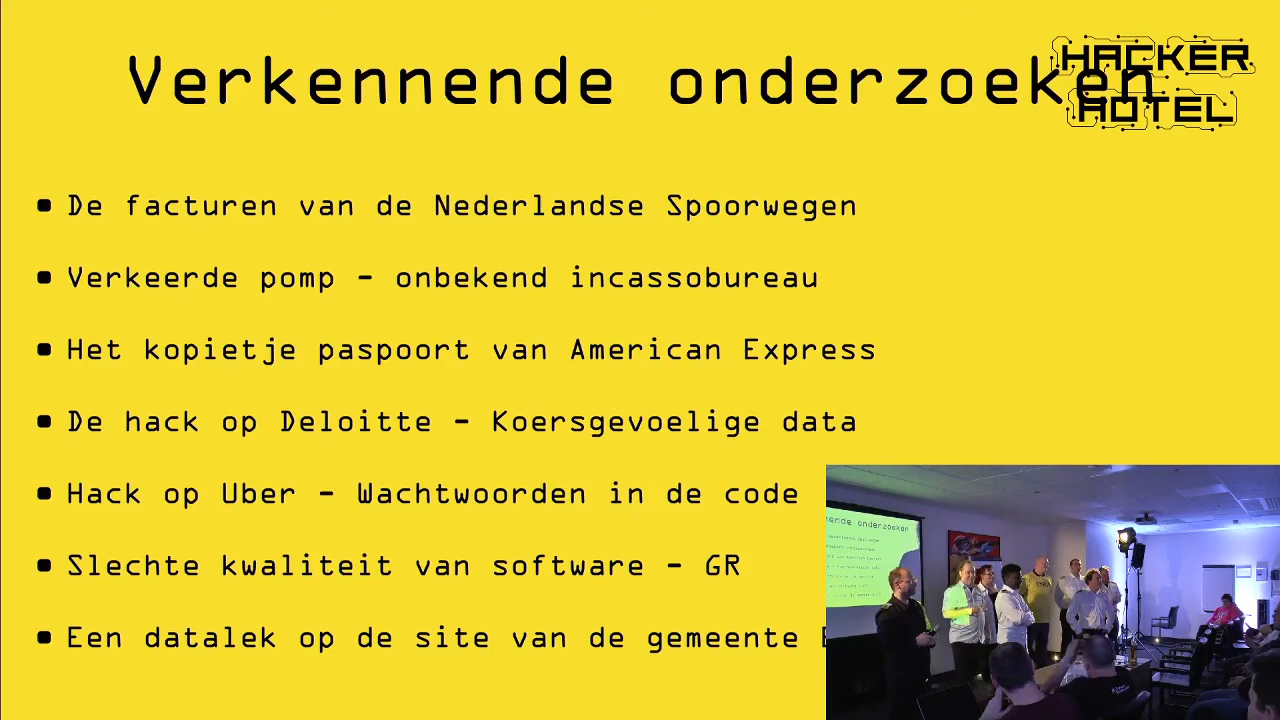 Verkennende onderzoeken
HACKER
HOTEL
De facturen van de Nederlandse Spoorwegen
Verkeerde pomp - onbekend incassobureau
Het kopietje paspoort van American Express
De hack op Deloitte - Koersgevoelige data
Hack op Uber - Wachtwoorden in de code
Slechte kwaliteit van software - GR
Een datalek op de site van de gemeente